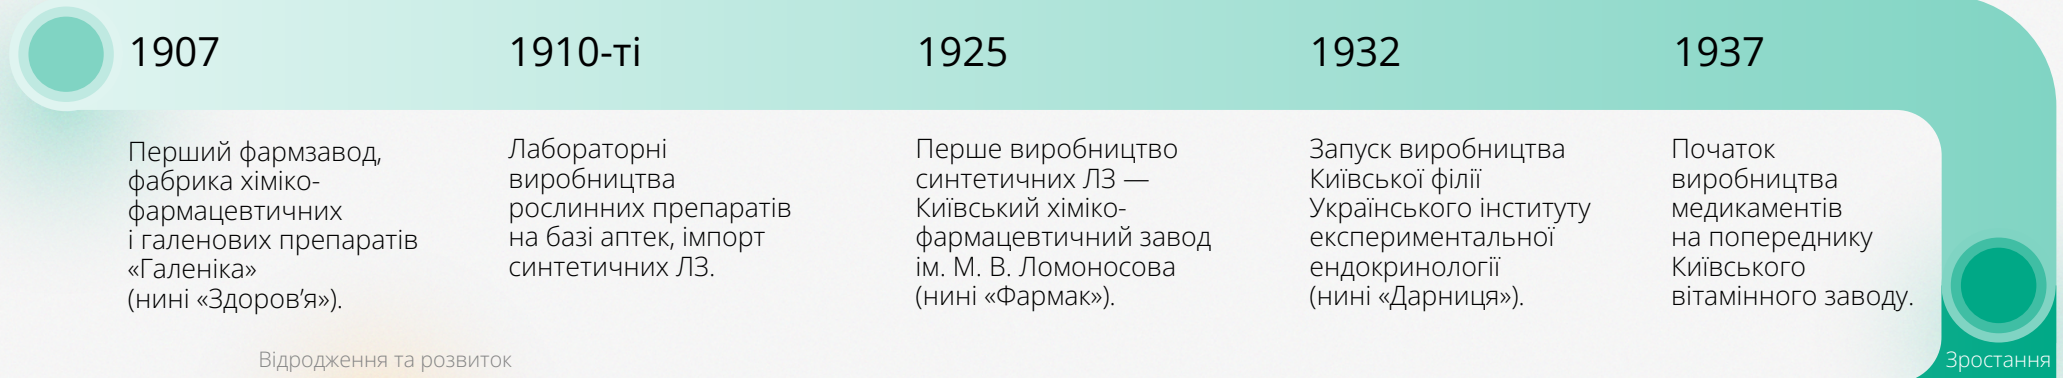 1907
Перший фармзавод,
фабрика хіміко-
фармацевтичних
і галенових препаратів
«Галеніка»
(нині «Здоров’я»).
1910-ті
Лабораторні
виробництва
рослинних препаратів
на базі аптек, імпорт
синтетичних ЛЗ.
1925
Перше виробництво
синтетичних ЛЗ —
Київський хіміко-
фармацевтичний завод
ім. М. В. Ломоносова
(нині «Фармак»).
1932
Запуск виробництва
Київської філії
Українського інституту
експериментальної
ендокринології
(нині «Дарниця»).
1937
Початок
виробництва
медикаментів
на попереднику
Київського
вітамінного заводу.
Відродження та розвиток
Зростання